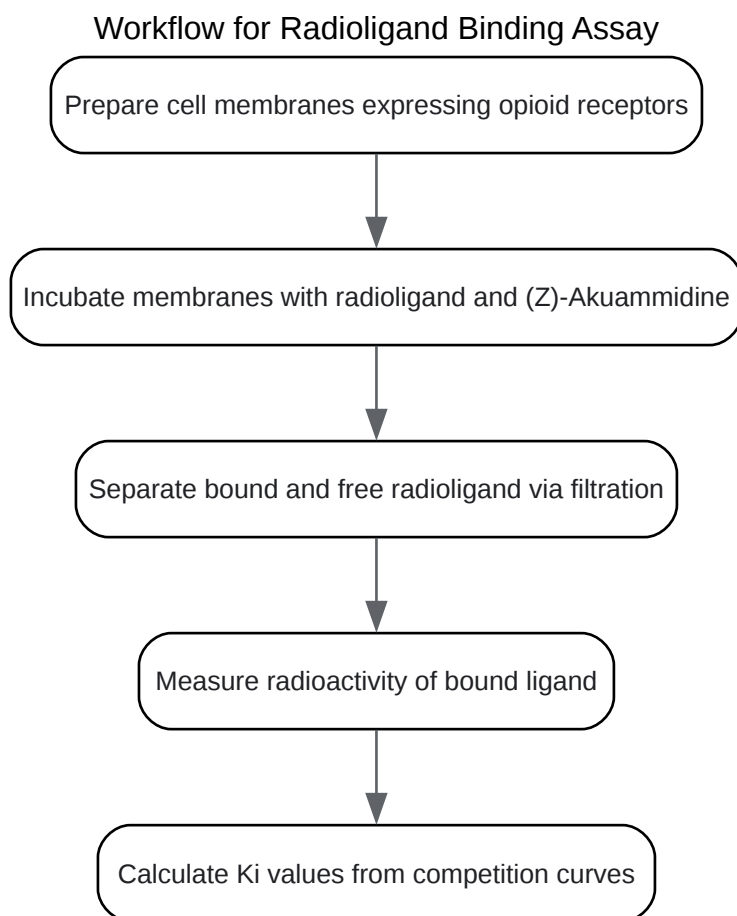 Workflow for Radioligand Binding Assay
Prepare cell membranes expressing opioid receptors
Incubate membranes with radioligand and (Z)-Akuammidine
Separate bound and free radioligand via filtration
Measure radioactivity of bound ligand
Calculate Ki values from competition curves